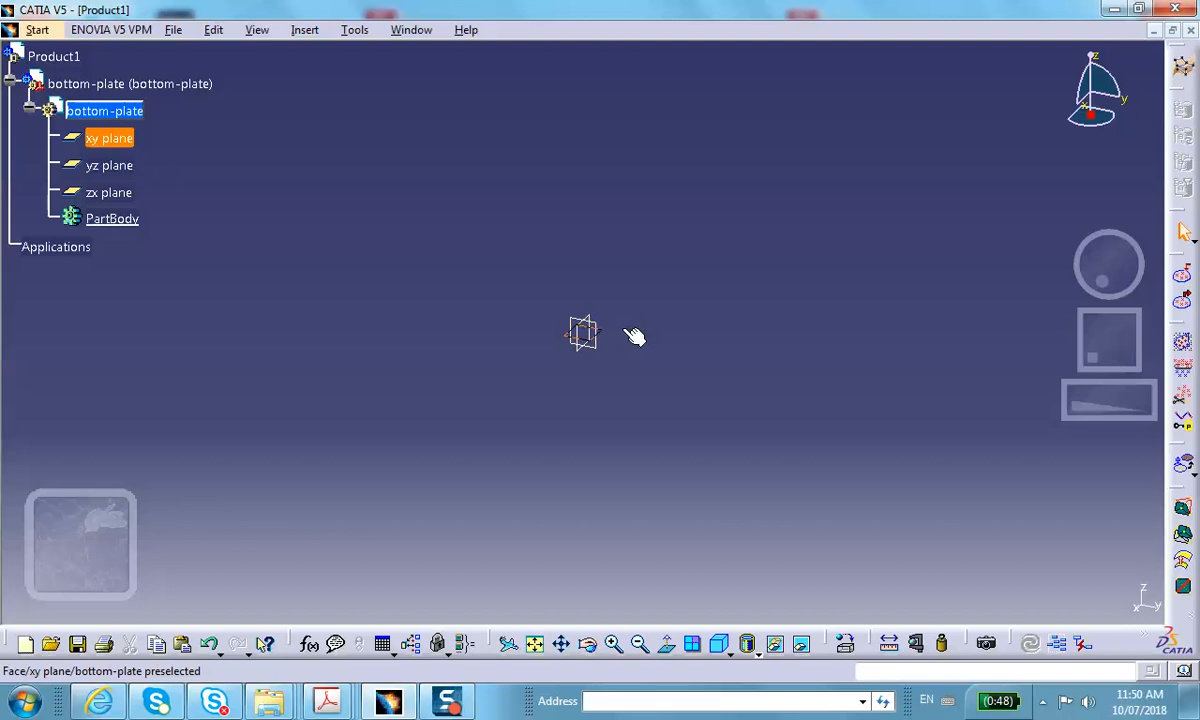 CATIA V5 - [Product1]
Start ENOVIA V5 VPM File Edit View Insert Tools Window Help
Product1
bottom-plate (bottom-plate)
bottom-plate
xy plane
yz plane
zx plane
PartBody
Applications
z
y
x
z
x y
f(x)
CATIA
Face/xy plane/bottom-plate preselected
Address
EN
(0:48)
11:50 AM
10/07/2018